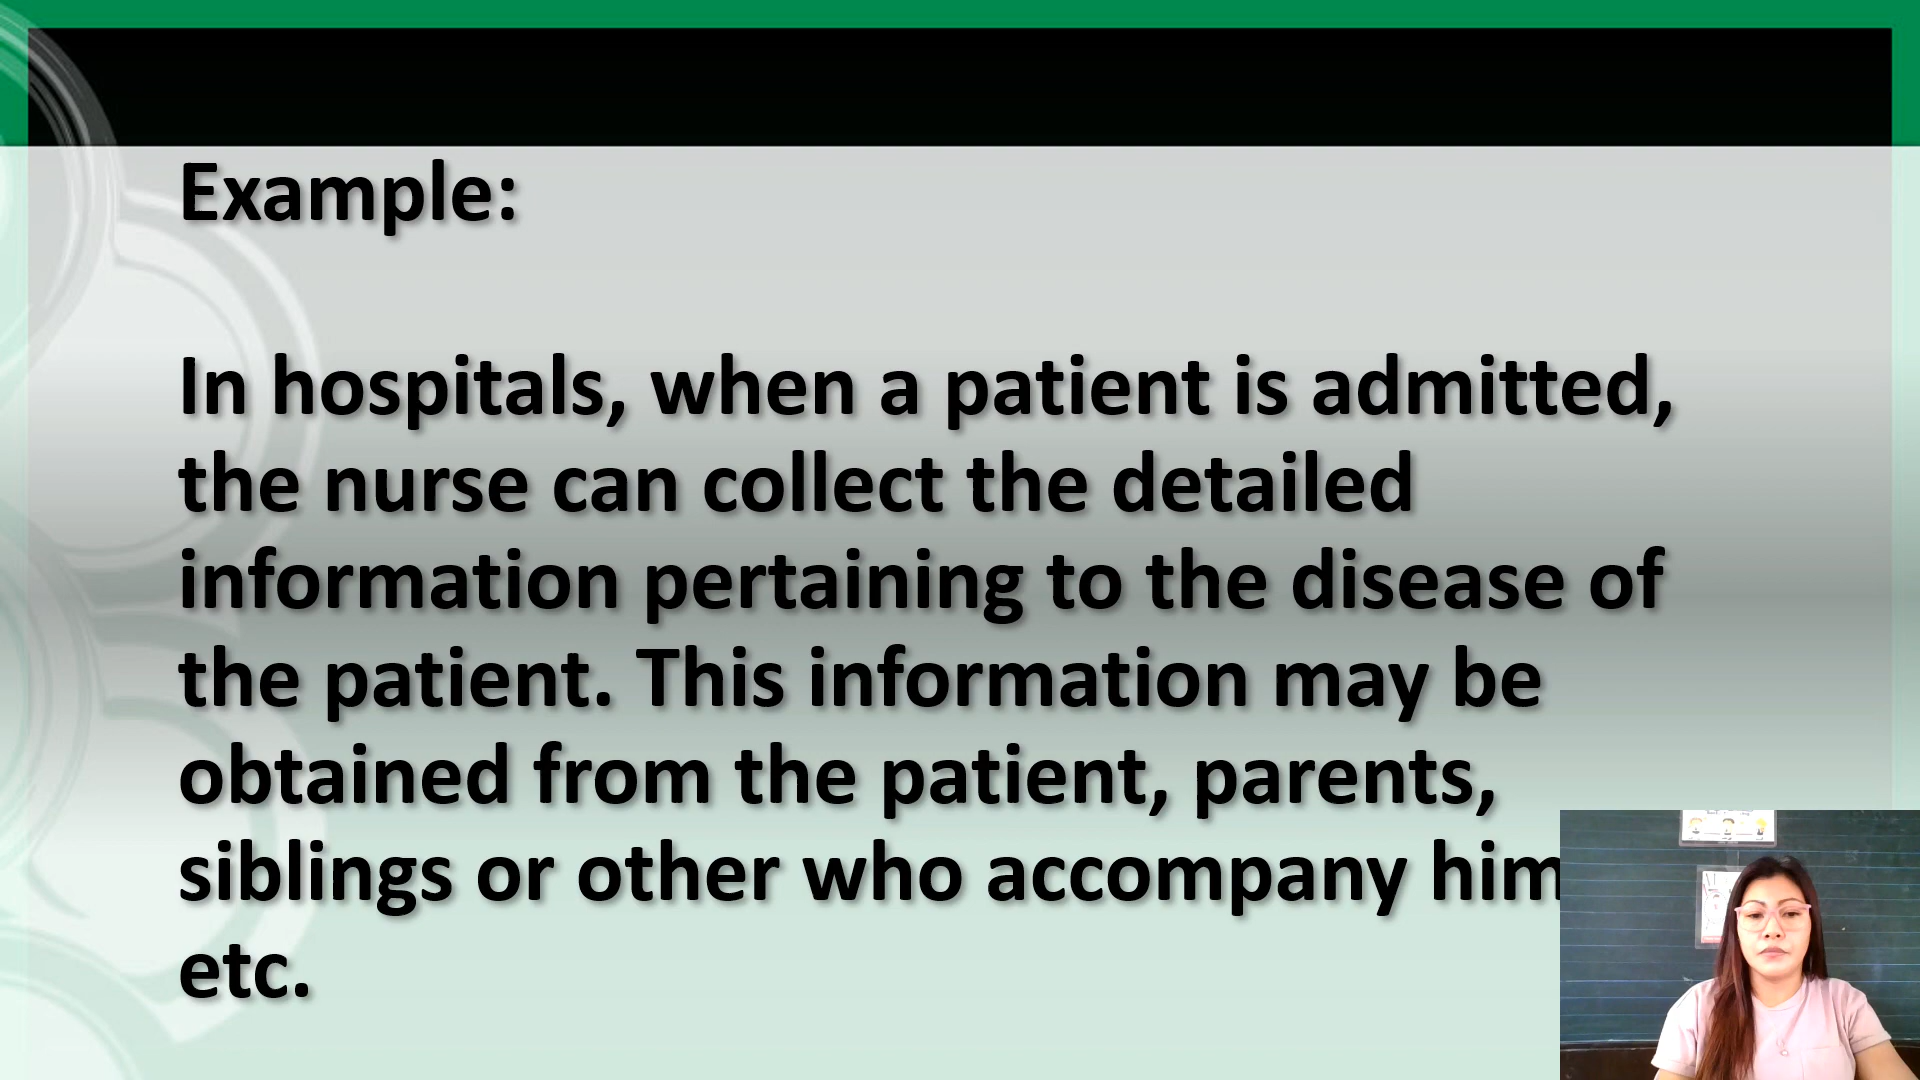 Example:
In hospitals, when a patient is admitted,
the nurse can collect the detailed
information pertaining to the disease of
the patient. This information may be
obtained from the patient, parents,
siblings or other who accompany him
etc.